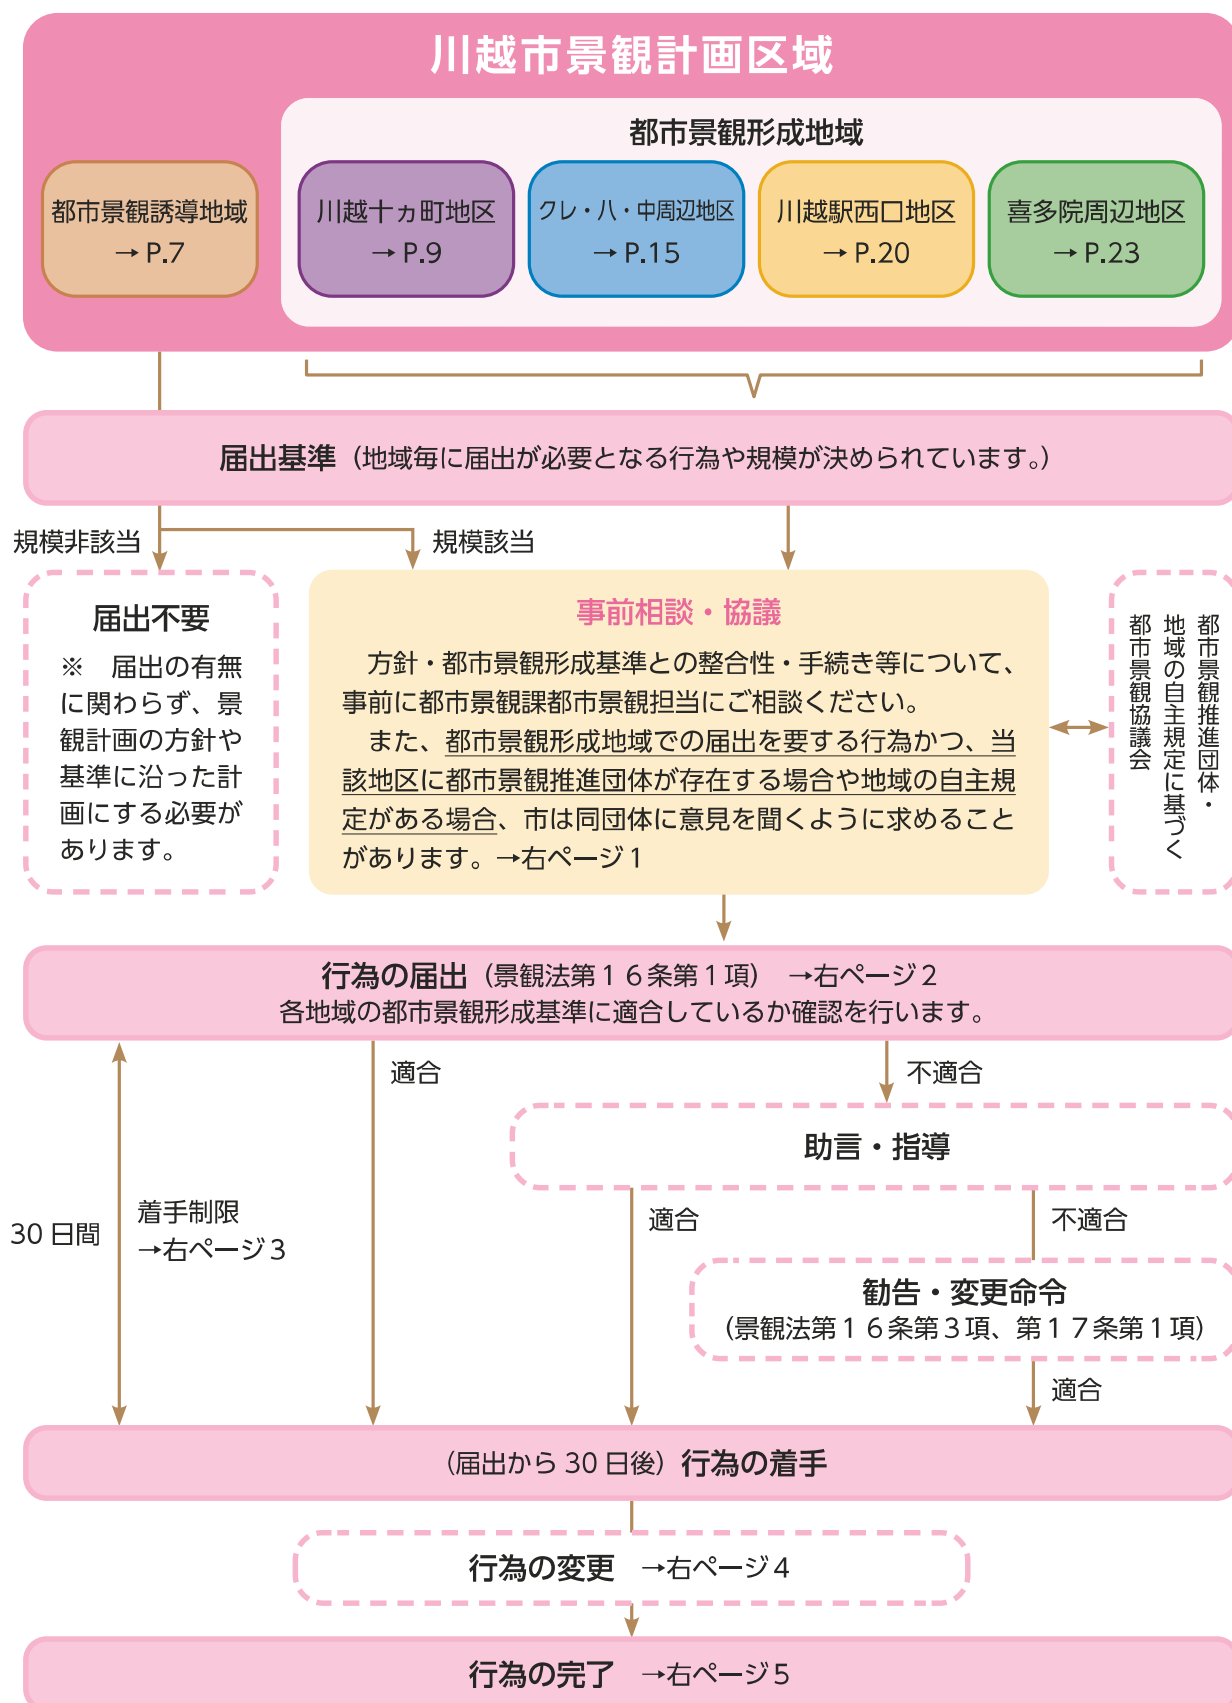 川越市景観計画区域
都市景観形成地域
都市景観誘導地域
→ P.7
川越十ヵ町地区
→ P.9
クレ・八・中周辺地区
→ P.15
川越駅西口地区
→ P.20
喜多院周辺地区
→ P.23
届出基準（地域毎に届出が必要となる行為や規模が決められています。）
規模非該当
規模該当
届出不要
※　届出の有無
に関わらず、景
観計画の方針や
基準に沿った計
画にする必要が
あります。
事前相談・協議
方針・都市景観形成基準との整合性・手続き等について、
事前に都市景観課都市景観担当にご相談ください。
また、都市景観形成地域での届出を要する行為かつ、当
該地区に都市景観推進団体が存在する場合や地域の自主規
定がある場合、市は同団体に意見を聞くように求めること
があります。→右ページ１
都市景観推進団体・
地域の自主規定に基づく
都市景観協議会
行為の届出（景観法第１６条第１項）　→右ページ２
各地域の都市景観形成基準に適合しているか確認を行います。
適合
不適合
助言・指導
30 日間
着手制限
→右ページ３
適合
不適合
勧告・変更命令
（景観法第１６条第３項、第１７条第１項）
適合
（届出から 30 日後）行為の着手
行為の変更　→右ページ４
行為の完了　→右ページ５